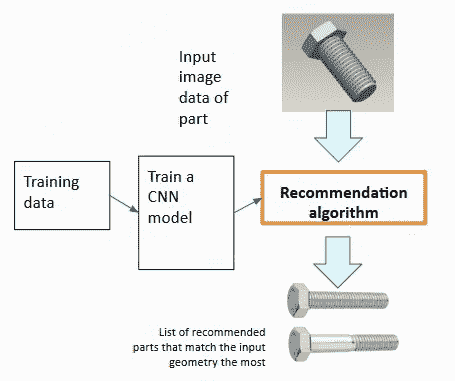 Input
image
data of
part
Training
data
Train a
CNN
model
Recommendation
algorithm
List of recommended
parts that match the input
geometry the most